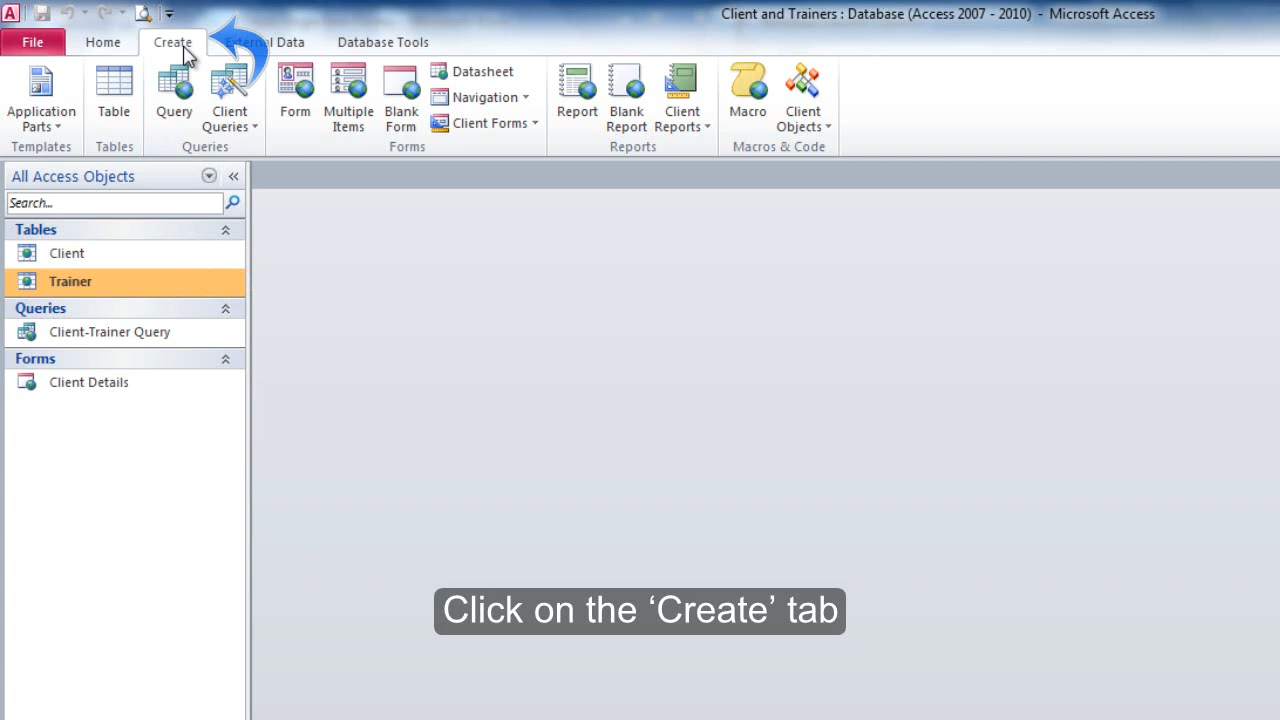 Client and Trainers : Database (Access 2007 - 2010) - Microsoft Access
File Home Create External Data Database Tools
Application Parts
Table
Query
Client Queries
Form
Multiple Items
Blank Form
Datasheet
Navigation
Client Forms
Report
Blank Report
Client Reports
Macro
Client Objects
Templates Tables Queries Forms Reports Macros & Code
All Access Objects
Search...
Tables
Client
Trainer
Queries
Client-Trainer Query
Forms
Client Details
Click on the ‘Create’ tab